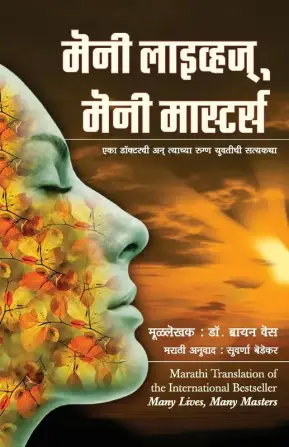 मेनी लाइव्हज्,
मेनी मास्टर्स
एका डॉक्टरची अन् त्याच्या रुग्ण युवतीची सत्यकथा
मूळलेखक : डॉ. ब्रायन वैस
मराठी अनुवाद : सुवर्णा बेडेकर
Marathi Translation of
the International Bestseller
Many Lives, Many Masters